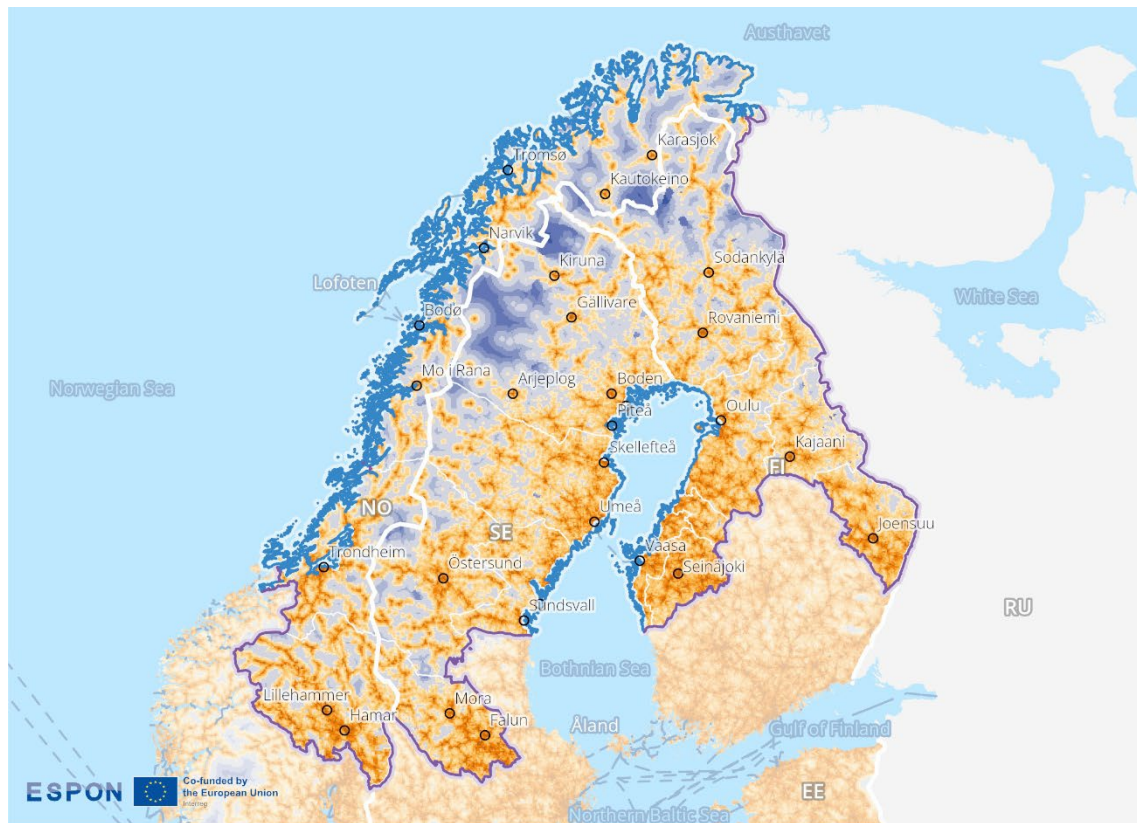 Austhavet
Karasjok
Tromsø
Kautokeino
Narvik
Sodankylä
Kiruna
Lofoten
White Sea
Gällivare
Bodø
Rovaniemi
Norwegian Sea
Mo i Rana
Arjeplog
Boden
Piteå
Oulu
Skellefteå
Kajaani
FI
NO
Umeå
SE
Joensuu
Vaasa
Trondheim
Östersund
Seinäjoki
Sundsvall
RU
Bothnian Sea
Lillehammer
Mora
Hamar
Falun
Åland
Gulf of Finland
ESPON
Co-funded by
the European Union
Interreg
EE
Northern Baltic Sea